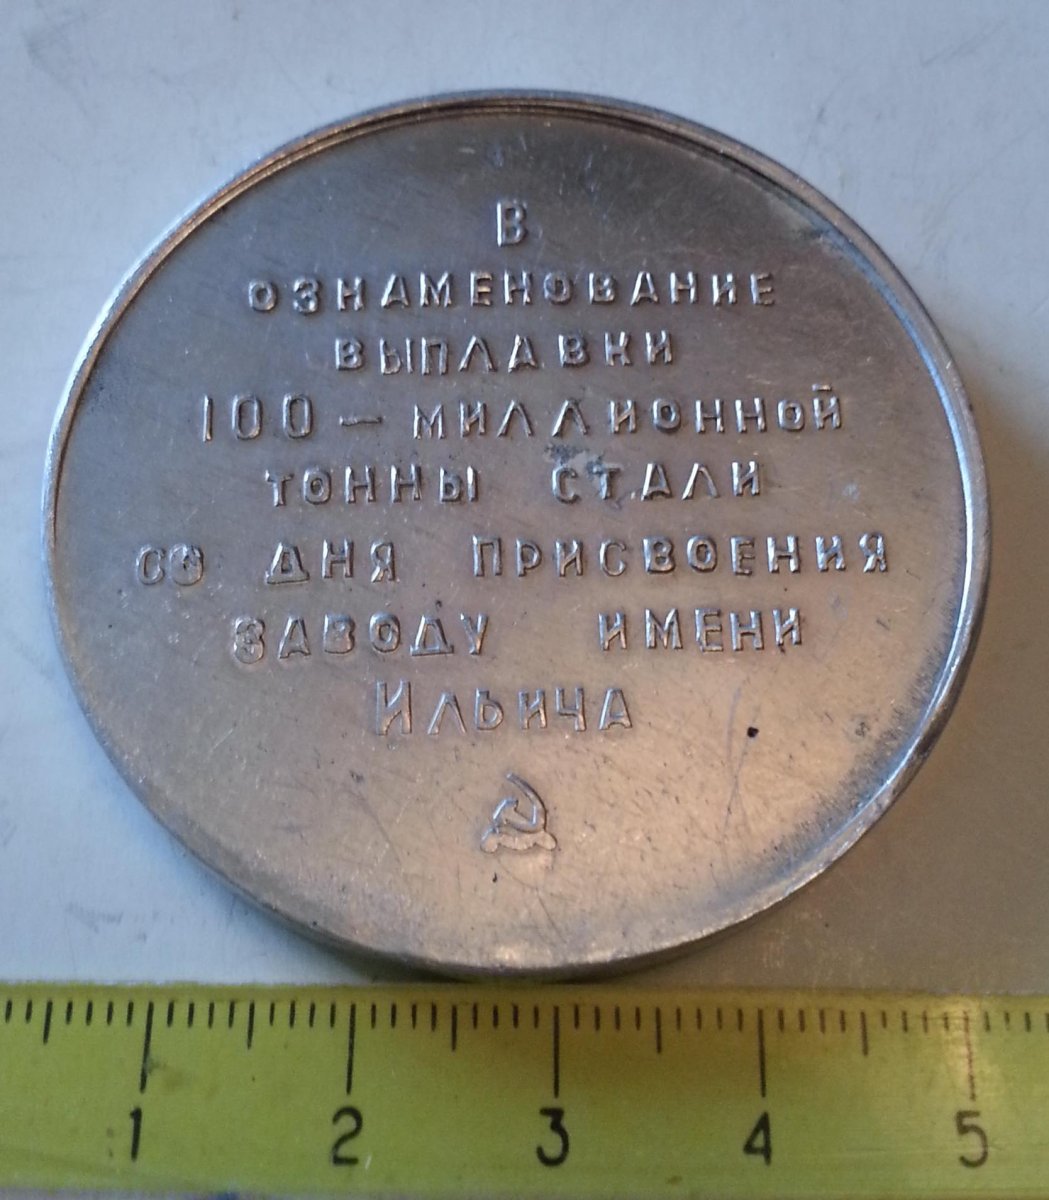 В
ОЗНАМЕНОВАНИЕ
ВЫПЛАВКИ
100 — МИЛЛИОННОЙ
ТОННЫ СТАЛИ
СО ДНЯ ПРИСВОЕНИЯ
ЗАВОДУ ИМЕНИ
ИЛЬИЧА
1 2 3 4 5